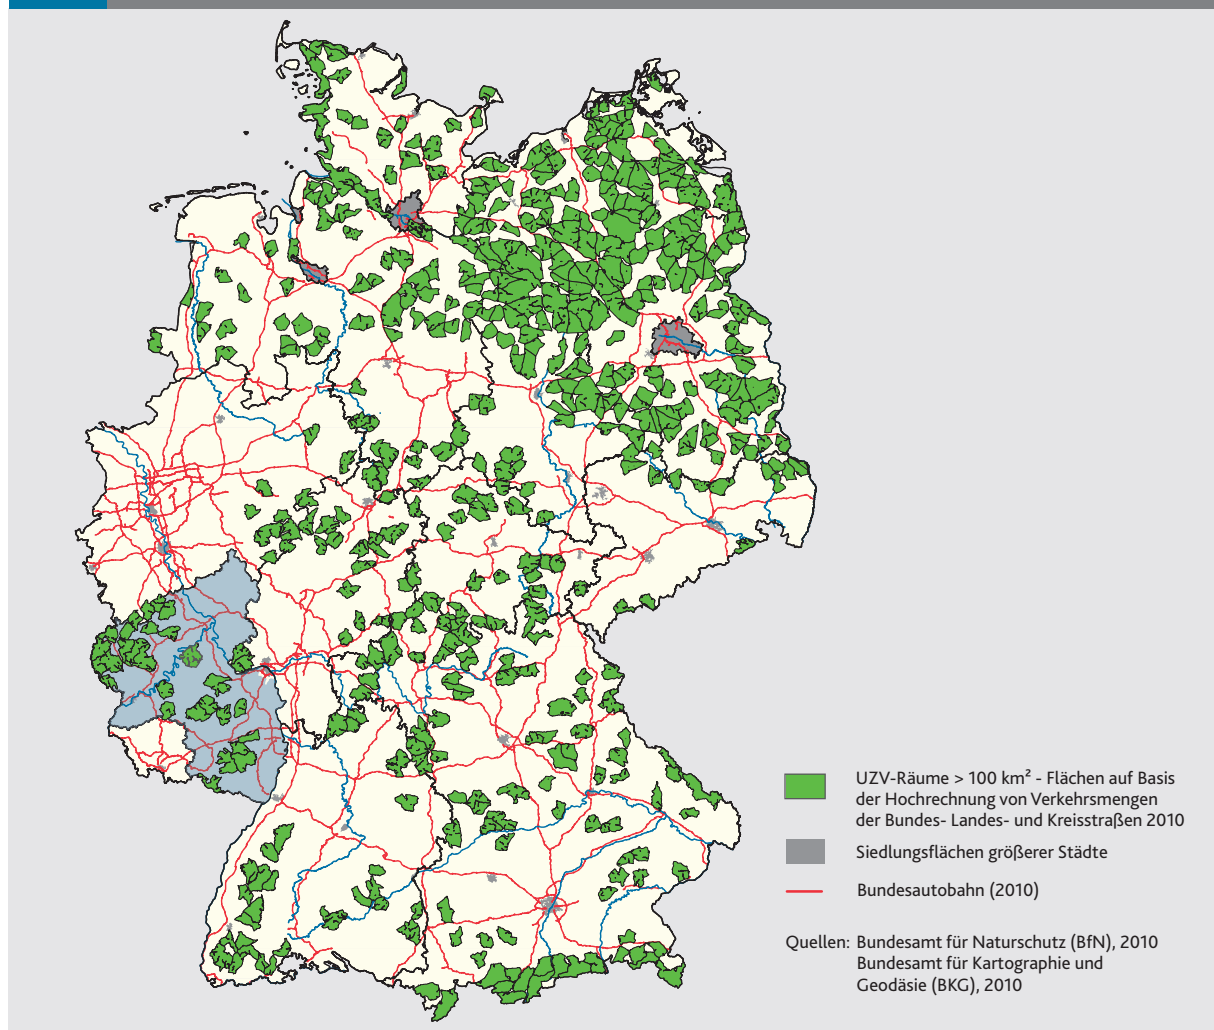 UZV-Räume > 100 km² - Flächen auf Basis
der Hochrechnung von Verkehrsmengen
der Bundes- Landes- und Kreisstraßen 2010
Siedlungsflächen größerer Städte
Bundesautobahn (2010)
Quellen: Bundesamt für Naturschutz (BfN), 2010
Bundesamt für Kartographie und
Geodäsie (BKG), 2010